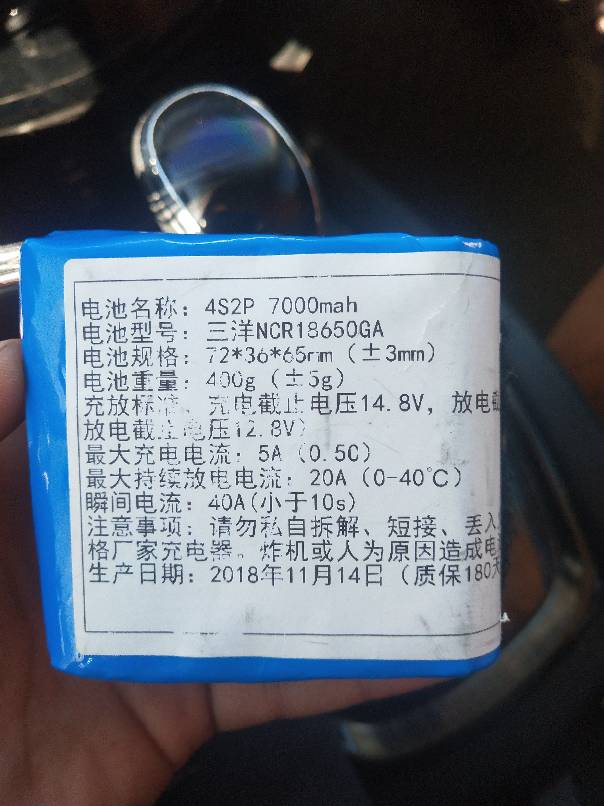 电池名称：4S2P 7000mah
电池型号：三洋NCR18650GA
电池规格：72*36*65mm（±3mm）
电池重量：400g（±5g）
充放标准：充电截止电压14.8V，放电截
放电截止电压12.8V）
最大充电电流：5A（0.5C）
最大持续放电电流：20A（0-40℃）
瞬间电流：40A(小于10s)
注意事项：请勿私自拆解、短接、丢入
格厂家充电器。炸机或人为原因造成电
生产日期：2018年11月14日（质保180天